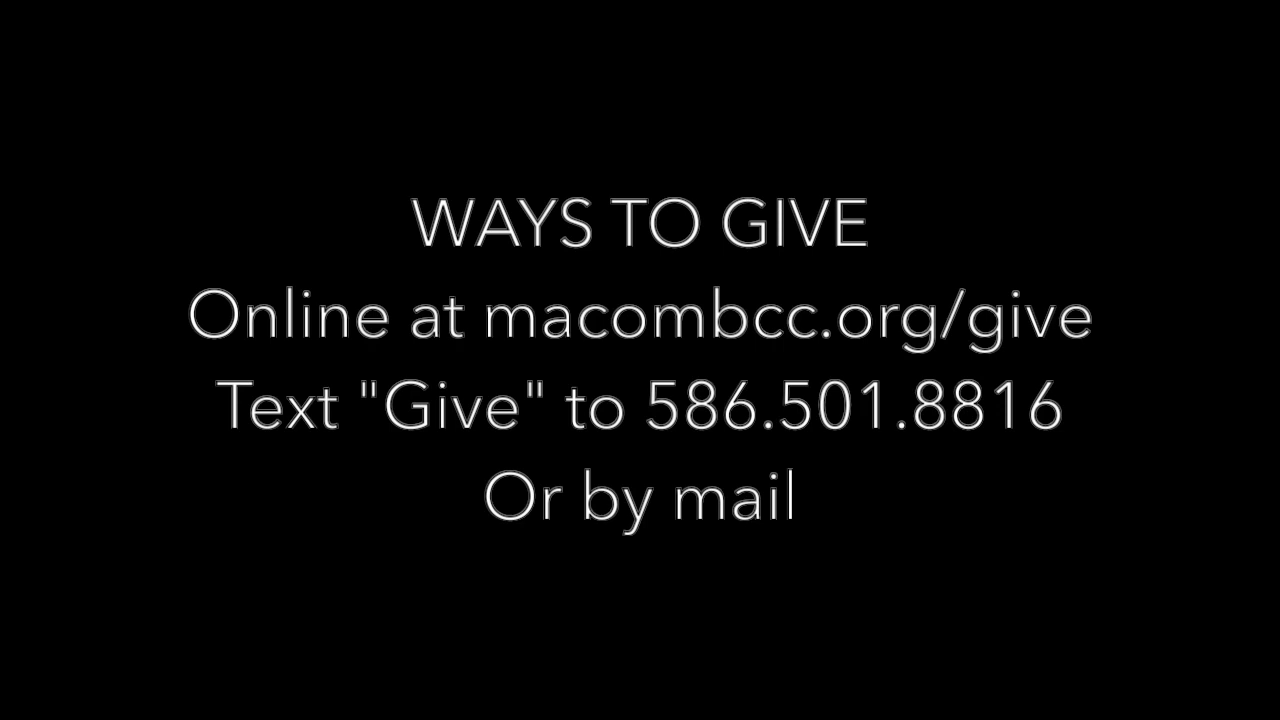 WAYS TO GIVE
Online at macombcc.org/give
Text "Give" to 586.501.8816
Or by mail